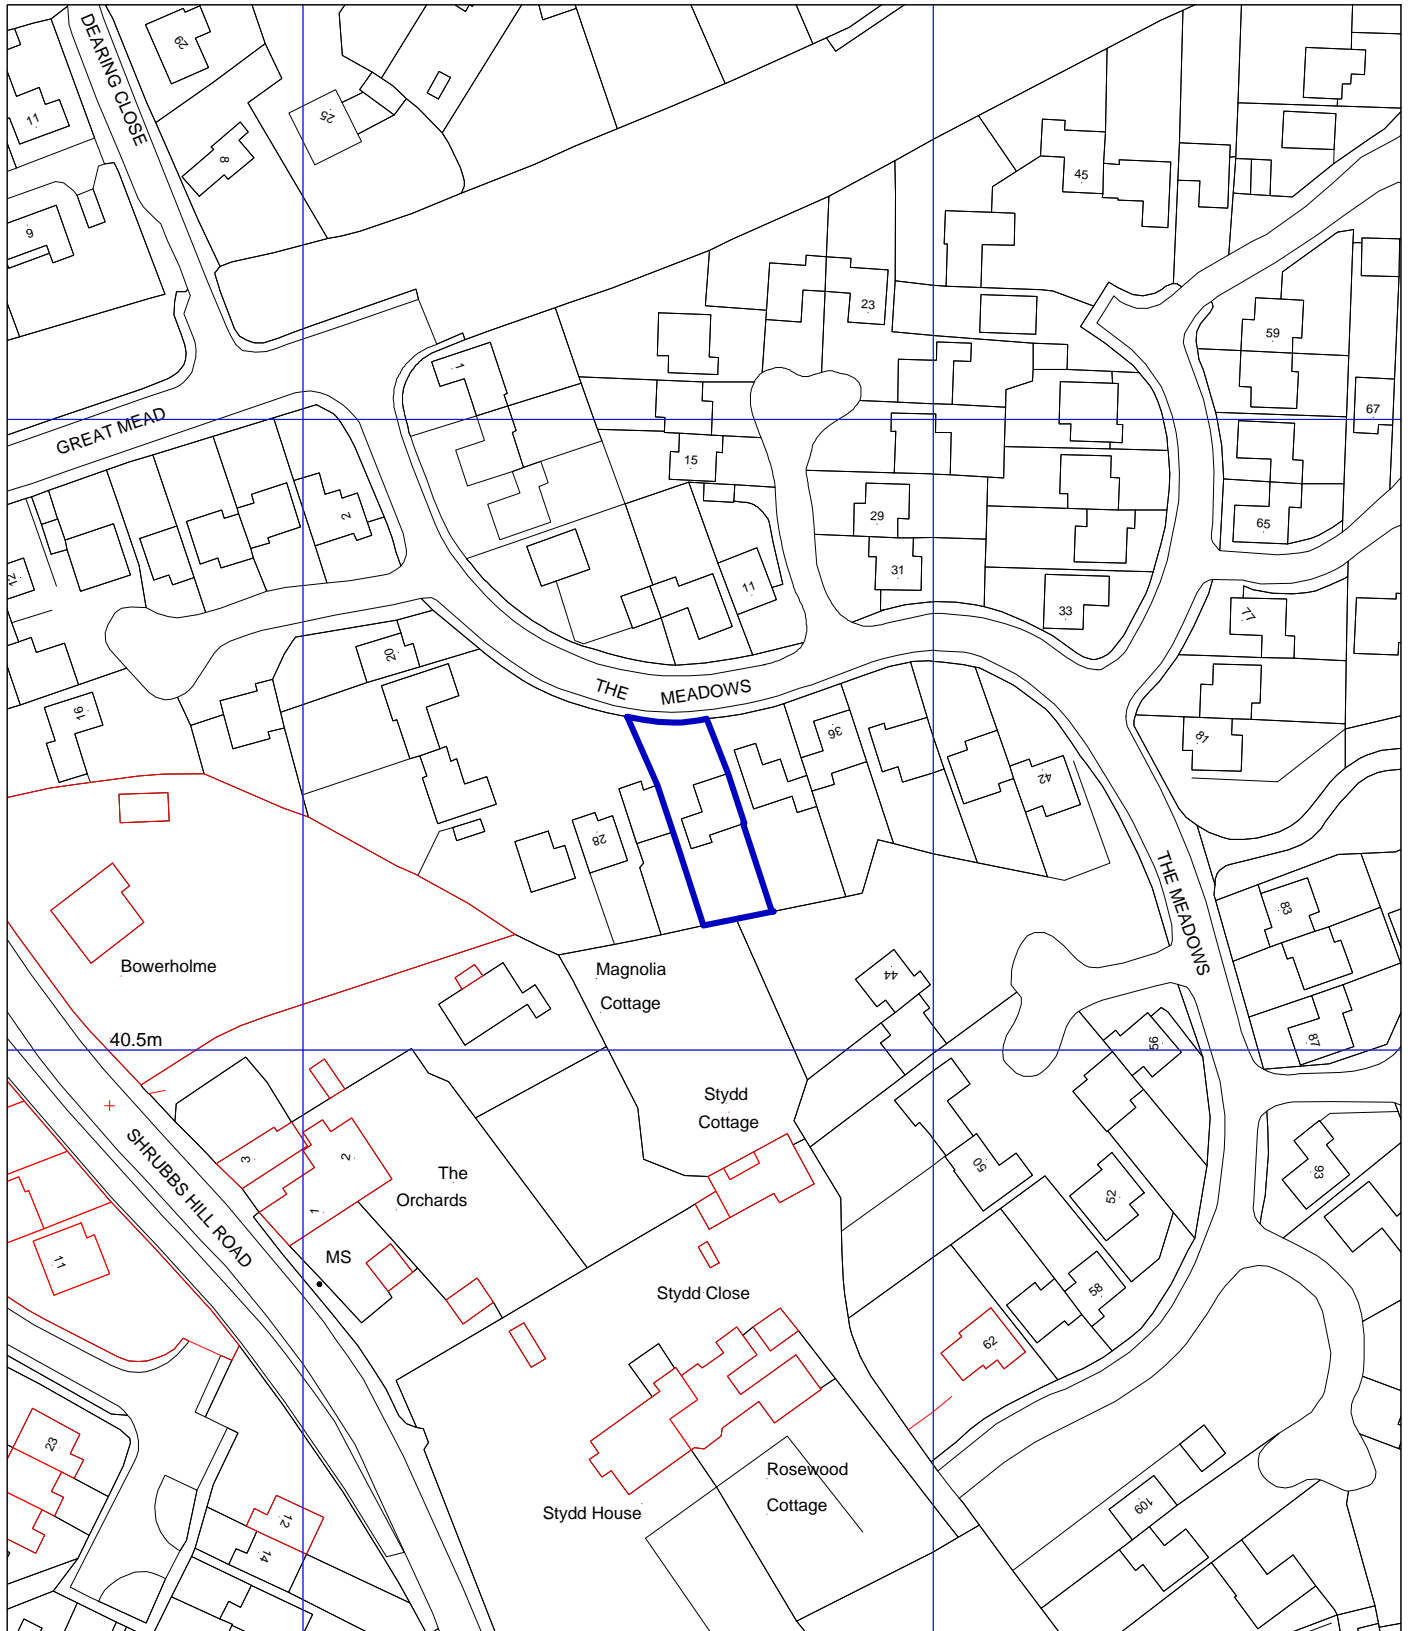 DEARING CLOSE
29
25
11
8
9
45
23
59
1
67
GREAT MEAD
15
2
29
65
12
31
11
33
77
20
THE MEADOWS
16
36
81
42
28
THE MEADOWS
83
Bowerholme
Magnolia
Cottage
44
40.5m
56
87
Stydd
Cottage
SHRUBBS HILL ROAD
3
2
The
Orchards
50
52
93
1
MS
11
Stydd Close
58
62
23
Rosewood
Cottage
Stydd House
109
12
14